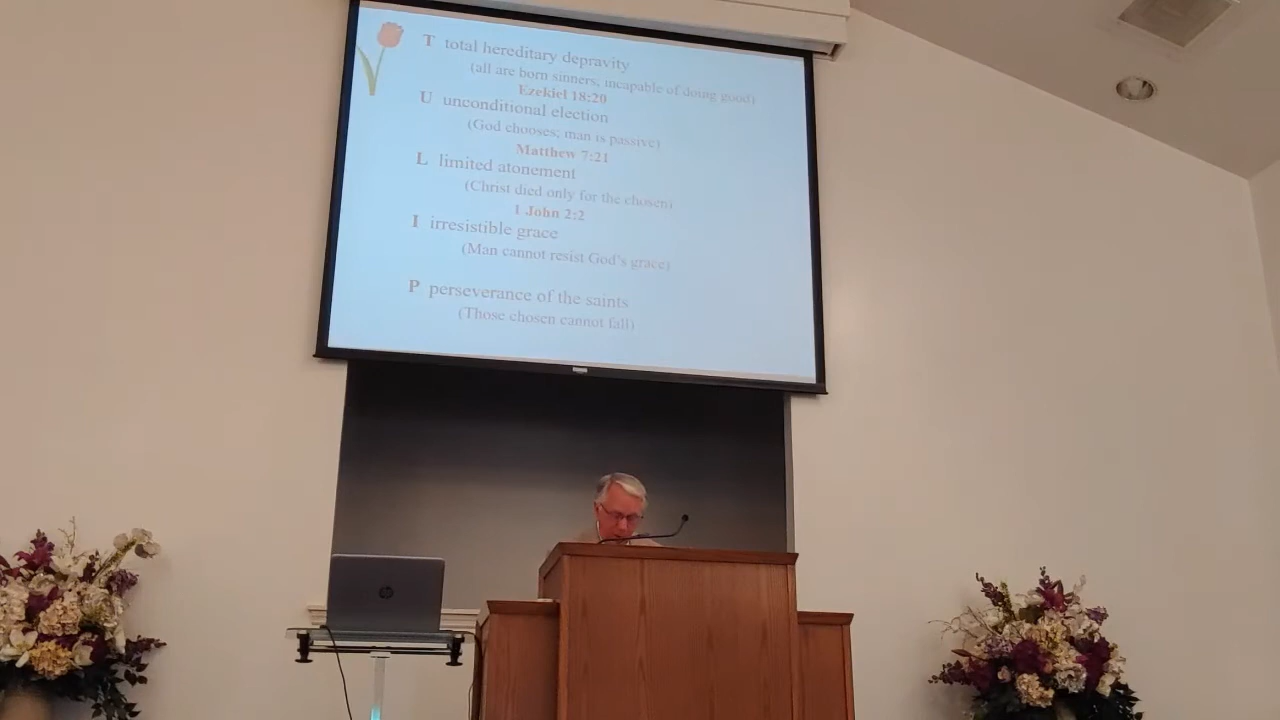 T total hereditary depravity
(all are born sinners, incapable of doing good)
Ezekiel 18:20
U unconditional election
(God chooses; man is passive)
Matthew 7:21
L limited atonement
(Christ died only for the chosen)
1 John 2:2
I irresistible grace
(Man cannot resist God's grace)
P perseverance of the saints
(Those chosen cannot fall)
hp